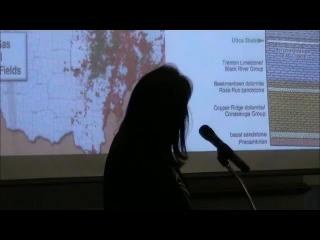 Gas
Fields
Utica Shale
Trenton Limestone/
Black River Group
Beekmantown dolomite
Rose Run sandstone
Copper Ridge dolomite/
Conasauga Group
basal sandstone
Precambrian